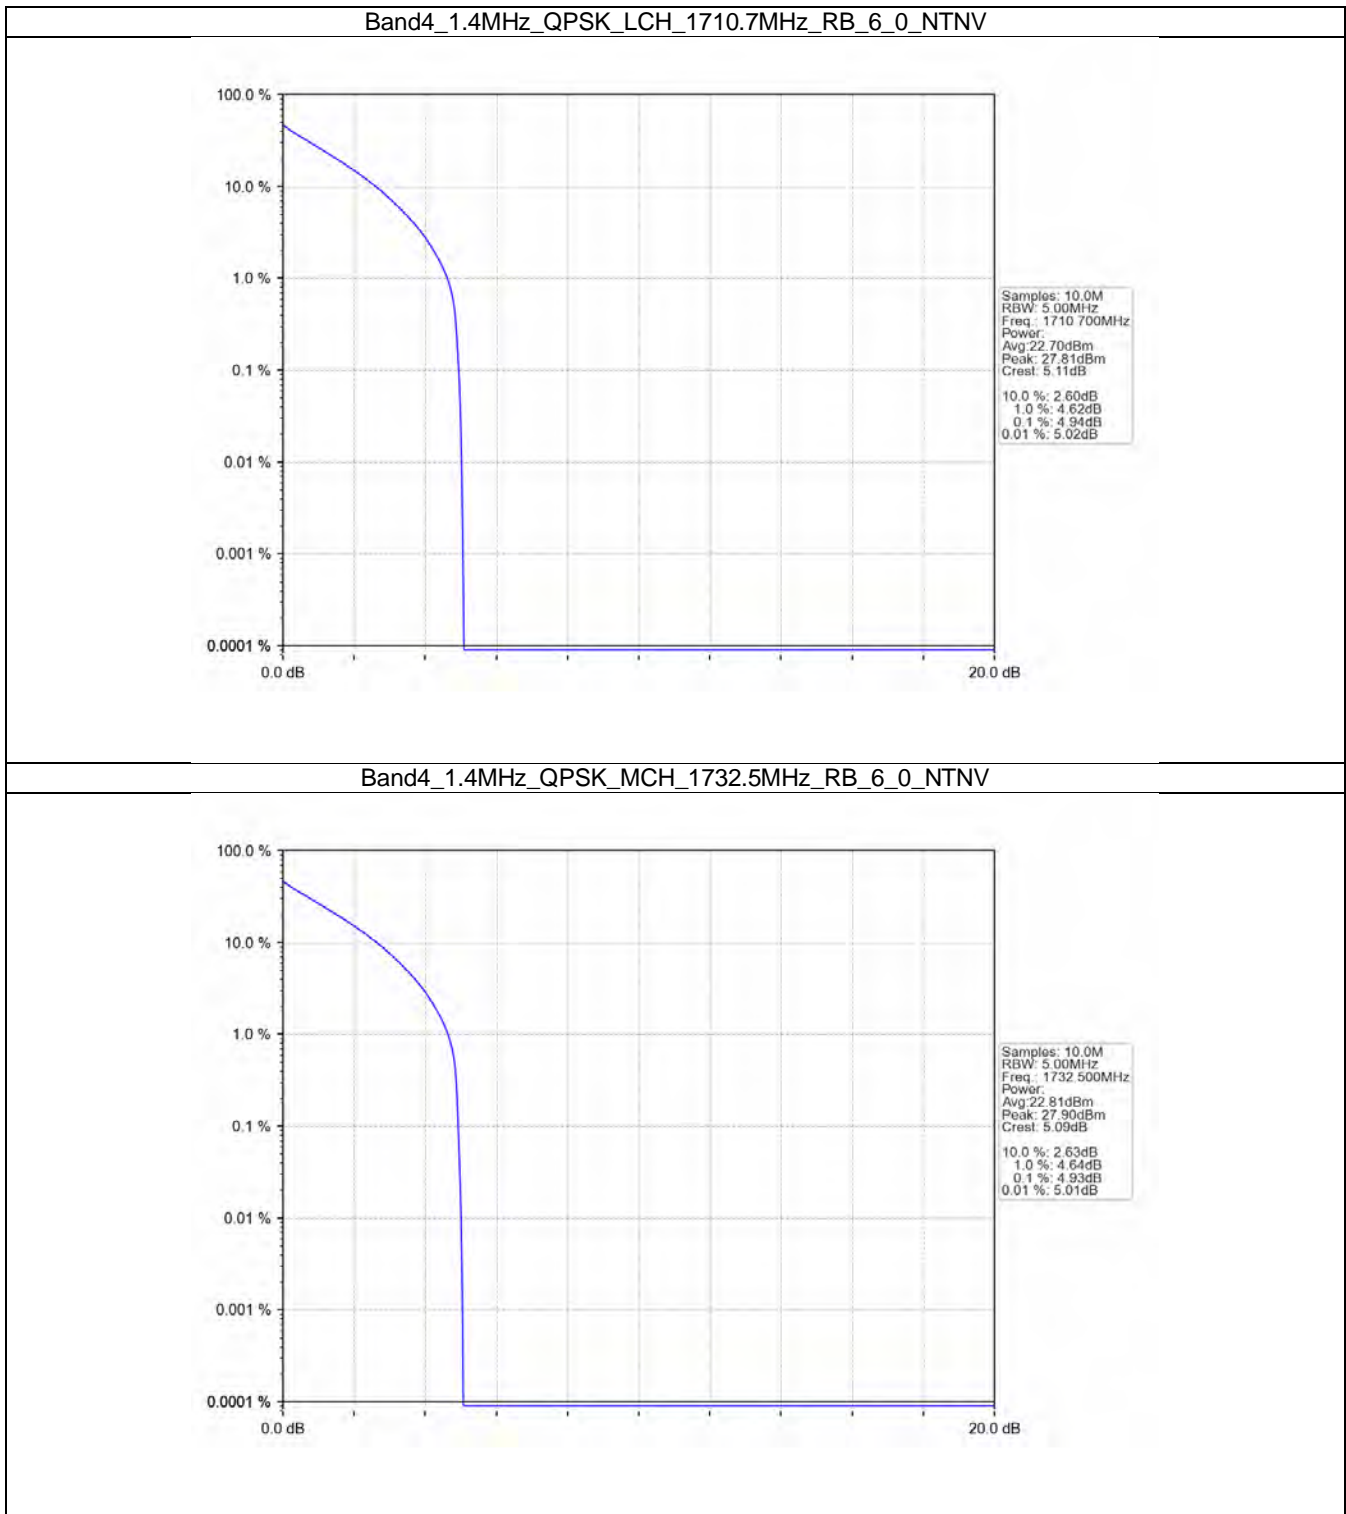 Band4_1.4MHz_QPSK_LCH_1710.7MHz_RB_6_0_NTNV
100.0 %
10.0 %
1.0 %
0.1 %
0.01 %
0.001 %
0.0001 %
0.0 dB
20.0 dB
Samples: 10.0M
RBW: 5.00MHz
Freq.: 1710.700MHz
Power:
Avg:22.70dBm
Peak: 27.81dBm
Crest: 5.11dB
10.0 %: 2.60dB
1.0 %: 4.62dB
0.1 %: 4.94dB
0.01 %: 5.02dB
Band4_1.4MHz_QPSK_MCH_1732.5MHz_RB_6_0_NTNV
100.0 %
10.0 %
1.0 %
0.1 %
0.01 %
0.001 %
0.0001 %
0.0 dB
20.0 dB
Samples: 10.0M
RBW: 5.00MHz
Freq.: 1732.500MHz
Power:
Avg:22.81dBm
Peak: 27.90dBm
Crest: 5.09dB
10.0 %: 2.63dB
1.0 %: 4.64dB
0.1 %: 4.93dB
0.01 %: 5.01dB